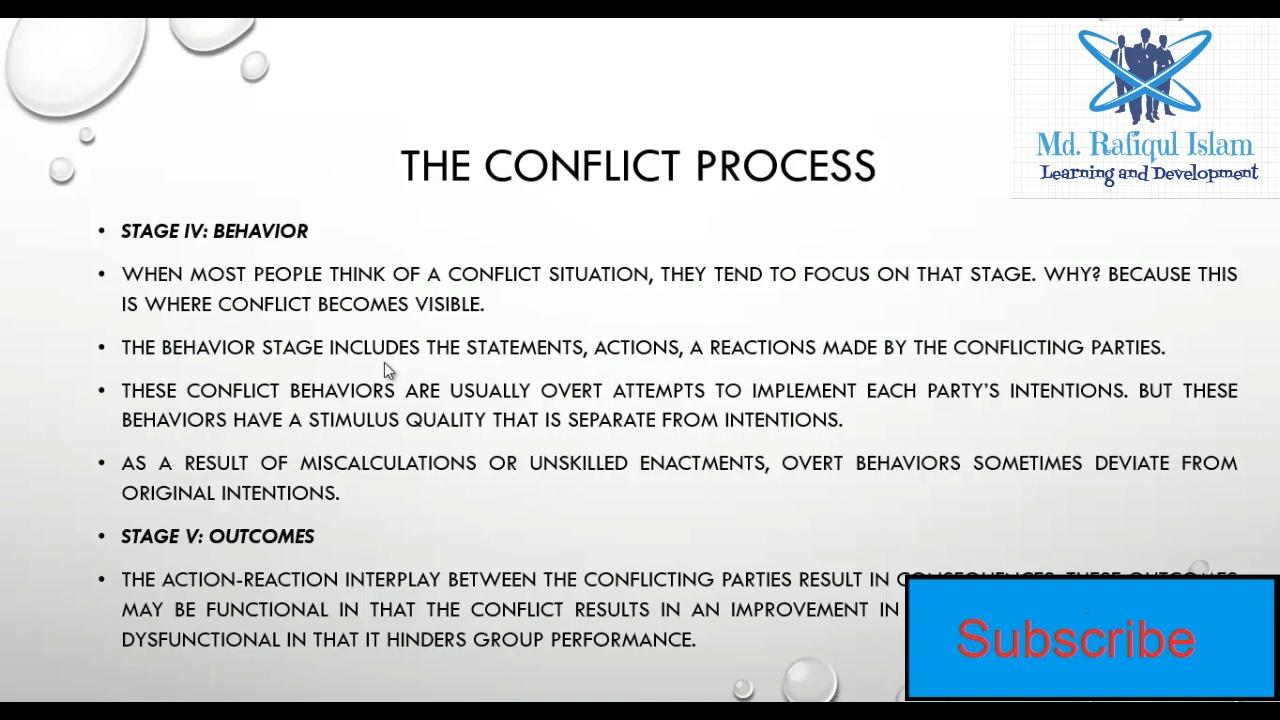 Md. Rafiqul Islam
Learning and Development
THE CONFLICT PROCESS
• STAGE IV: BEHAVIOR
• WHEN MOST PEOPLE THINK OF A CONFLICT SITUATION, THEY TEND TO FOCUS ON THAT STAGE. WHY? BECAUSE THIS
IS WHERE CONFLICT BECOMES VISIBLE.
• THE BEHAVIOR STAGE INCLUDES THE STATEMENTS, ACTIONS, A REACTIONS MADE BY THE CONFLICTING PARTIES.
• THESE CONFLICT BEHAVIORS ARE USUALLY OVERT ATTEMPTS TO IMPLEMENT EACH PARTY'S INTENTIONS. BUT THESE
BEHAVIORS HAVE A STIMULUS QUALITY THAT IS SEPARATE FROM INTENTIONS.
• AS A RESULT OF MISCALCULATIONS OR UNSKILLED ENACTMENTS, OVERT BEHAVIORS SOMETIMES DEVIATE FROM
ORIGINAL INTENTIONS.
• STAGE V: OUTCOMES
• THE ACTION-REACTION INTERPLAY BETWEEN THE CONFLICTING PARTIES RESULT IN CONSEQUENCES. THESE OUTCOMES
MAY BE FUNCTIONAL IN THAT THE CONFLICT RESULTS IN AN IMPROVEMENT IN
DYSFUNCTIONAL IN THAT IT HINDERS GROUP PERFORMANCE.
Subscribe